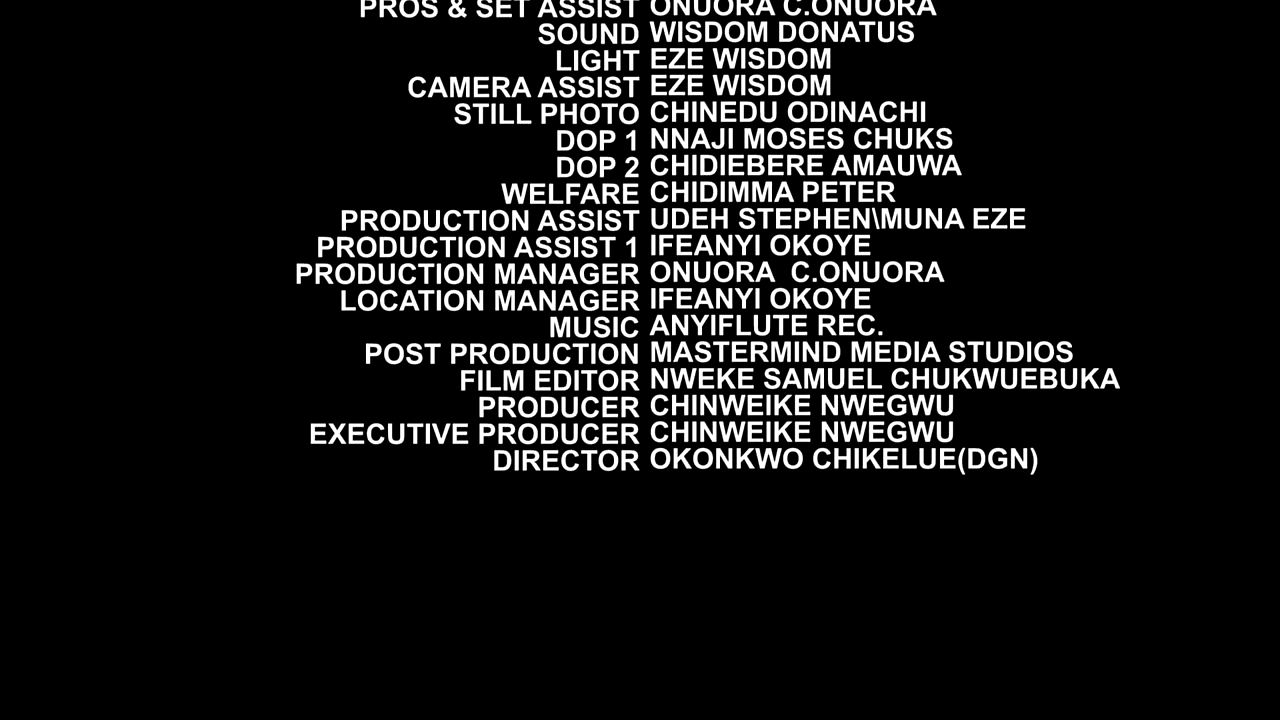 PROS & SET ASSIST ONUORA C.ONUORA
SOUND WISDOM DONATUS
LIGHT EZE WISDOM
CAMERA ASSIST EZE WISDOM
STILL PHOTO CHINEDU ODINACHI
DOP 1 NNAJI MOSES CHUKS
DOP 2 CHIDIEBERE AMAUWA
WELFARE CHIDIMMA PETER
PRODUCTION ASSIST UDEH STEPHEN\MUNA EZE
PRODUCTION ASSIST 1 IFEANYI OKOYE
PRODUCTION MANAGER ONUORA  C.ONUORA
LOCATION MANAGER IFEANYI OKOYE
MUSIC ANYIFLUTE REC.
POST PRODUCTION MASTERMIND MEDIA STUDIOS
FILM EDITOR NWEKE SAMUEL CHUKWUEBUKA
PRODUCER CHINWEIKE NWEGWU
EXECUTIVE PRODUCER CHINWEIKE NWEGWU
DIRECTOR OKONKWO CHIKELUE(DGN)